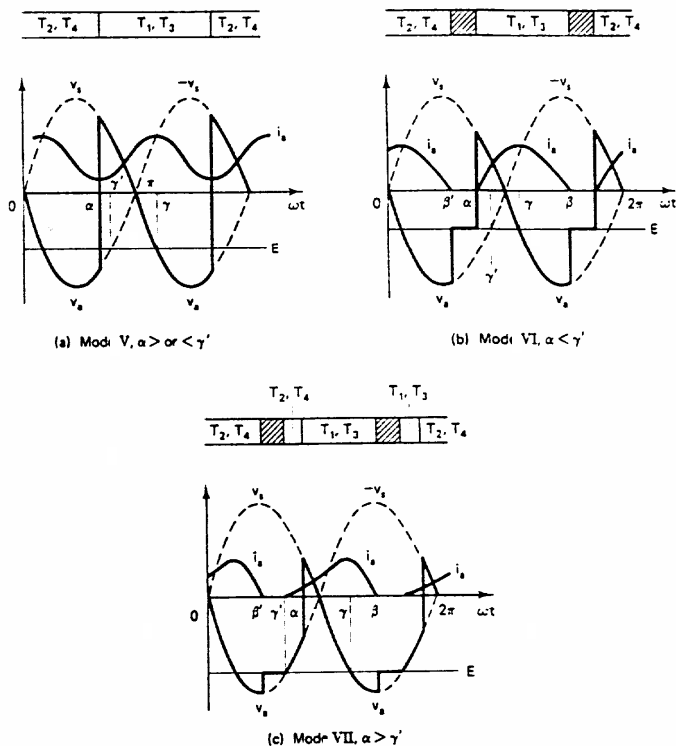 T₂, T₄ T₁, T₃ T₂, T₄
vₛ -vₛ
iₐ
0 α γ' π γ ωt
E
vₐ vₐ
(a) Mode V, α > or < γ'
T₂, T₄ T₁, T₃ T₂, T₄
vₛ -vₛ
iₐ iₐ iₐ
0 β' α γ β 2π ωt
E
γ'
vₐ vₐ
(b) Mode VI, α < γ'
T₂, T₄ T₁, T₃
T₂, T₄ T₁, T₃ T₂, T₄
vₛ -vₛ
iₐ iₐ iₐ
0 β' γ' α γ β 2π ωt
E
vₐ vₐ
(c) Mode VII, α > γ'